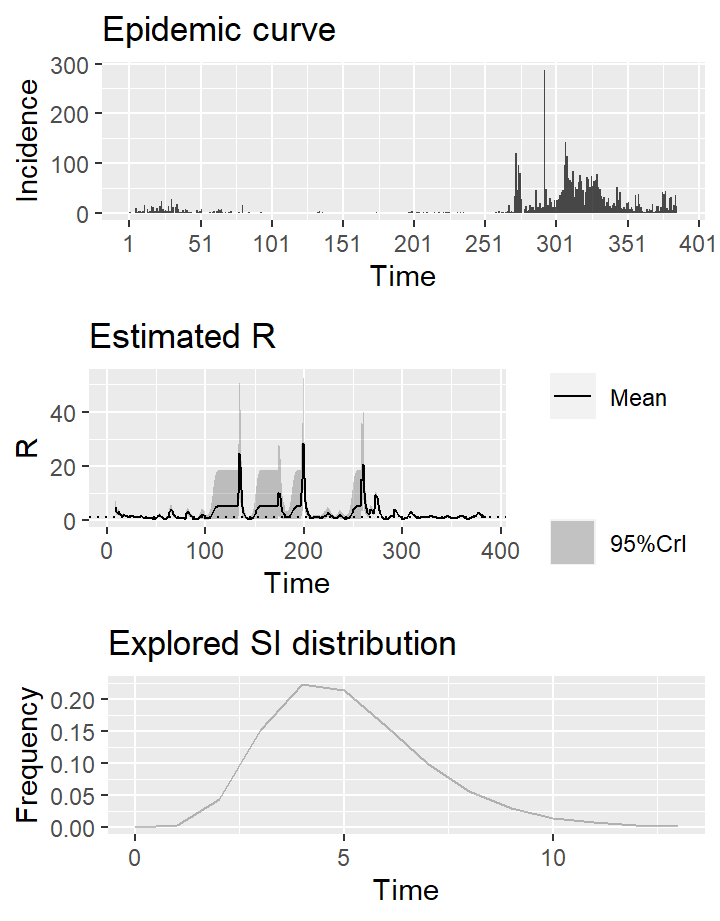 Epidemic curve
300
200
100
0
Incidence
1 51 101 151 201 251 301 351 401
Time
Estimated R
40
20
0
R
0 100 200 300 400
Time
Mean
95%CrI
Explored SI distribution
0.20
0.15
0.10
0.05
0.00
Frequency
0 5 10
Time